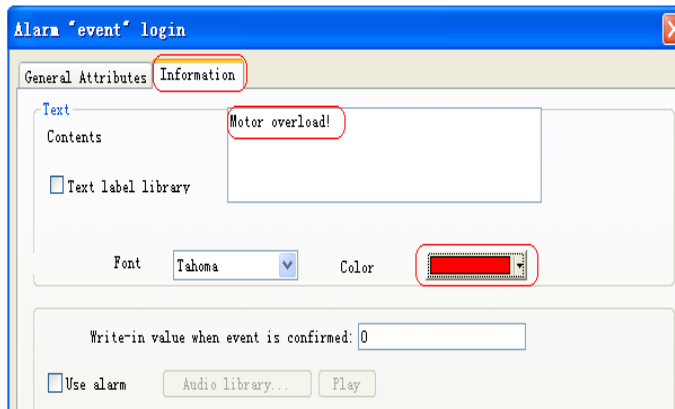 Alarm "event" login
General Attributes Information
Text
Contents
Motor overload!
Text label library
Font Tahoma Color
Write-in value when event is confirmed: 0
Use alarm Audio library... Play